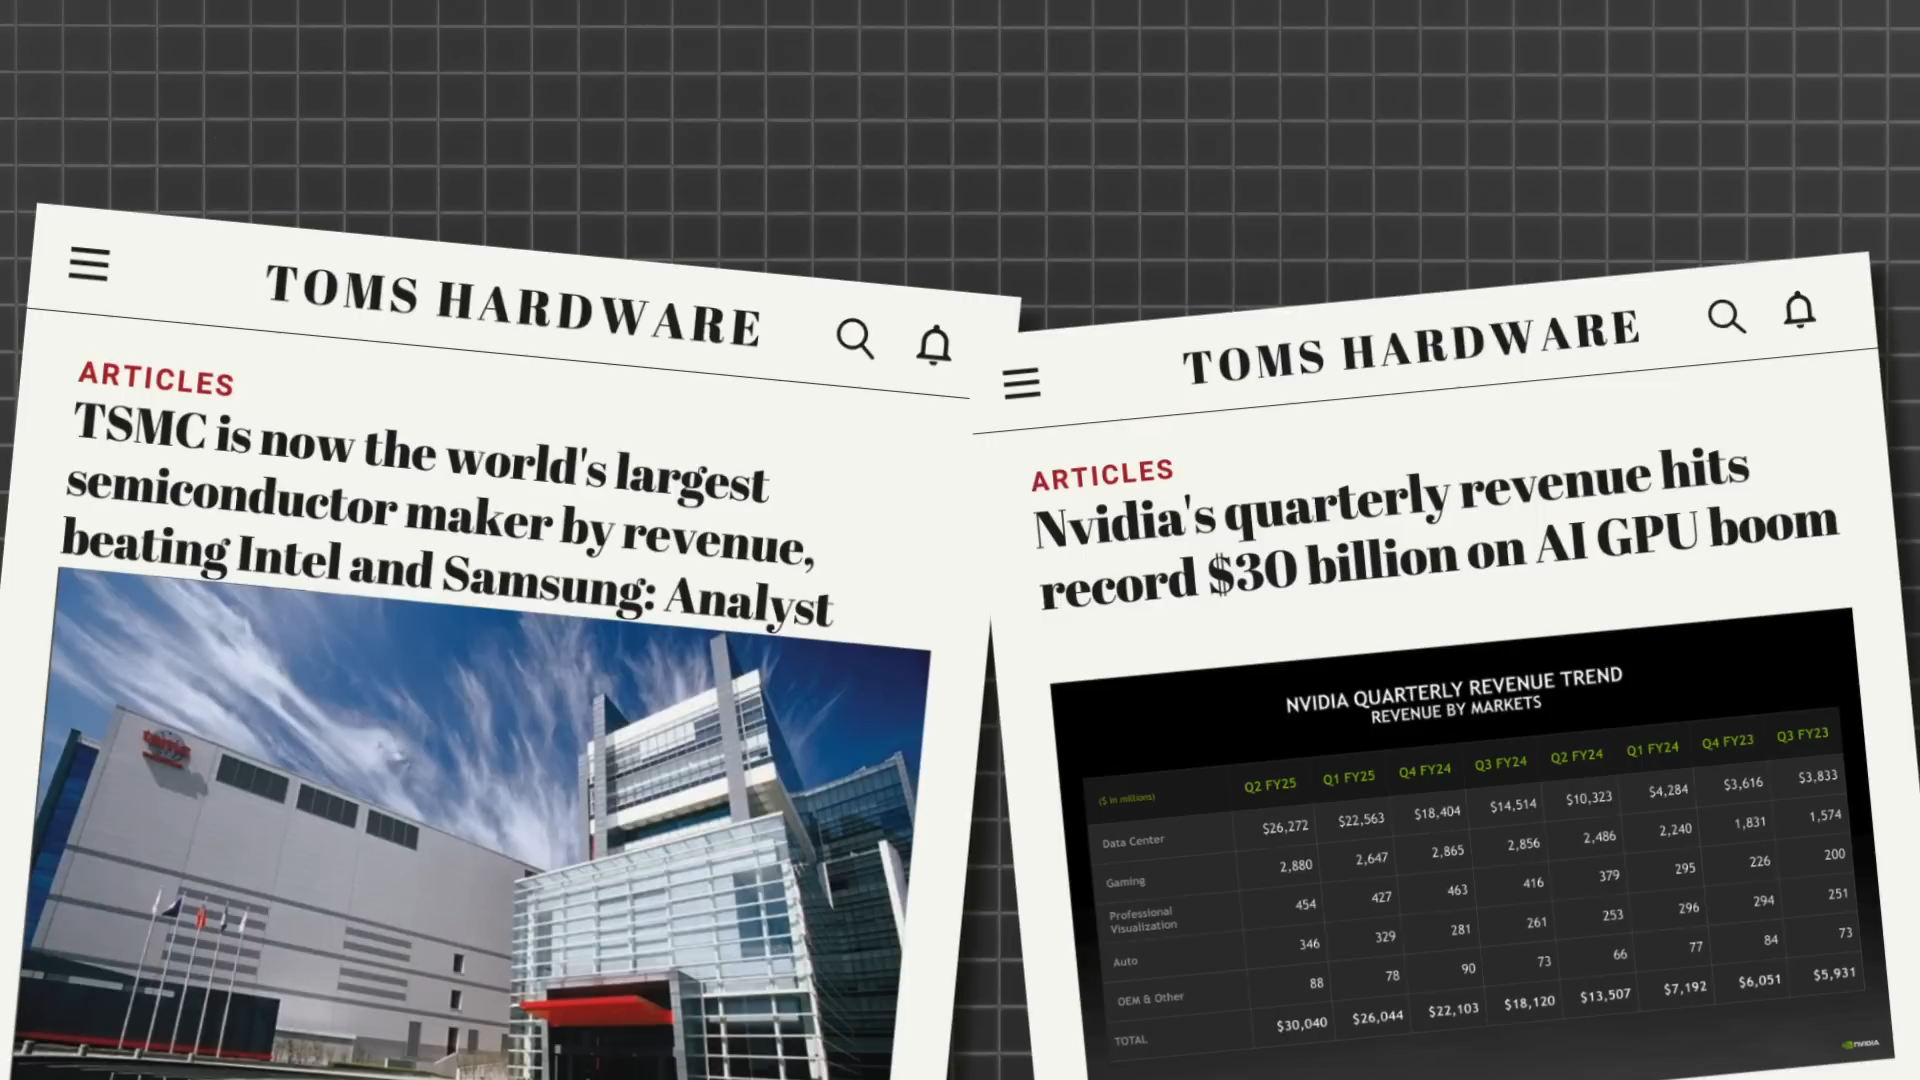 TOMS HARDWARE
ARTICLES
TSMC is now the world's largest
semiconductor maker by revenue,
beating Intel and Samsung: Analyst
TOMS HARDWARE
ARTICLES
Nvidia's quarterly revenue hits
record $30 billion on AI GPU boom
NVIDIA QUARTERLY REVENUE TREND
REVENUE BY MARKETS
($ in millions) Q2 FY25 Q1 FY25 Q4 FY24 Q3 FY24 Q2 FY24 Q1 FY24 Q4 FY23 Q3 FY23
Data Center $26,272 $22,563 $18,404 $14,514 $10,323 $4,284 $3,616 $3,833
Gaming 2,880 2,647 2,865 2,856 2,486 2,240 1,831 1,574
Professional
Visualization 454 427 463 416 379 295 226 200
Auto 346 329 281 261 253 296 294 251
OEM & Other 88 78 90 73 66 77 84 73
TOTAL $30,040 $26,044 $22,103 $18,120 $13,507 $7,192 $6,051 $5,931
NVIDIA